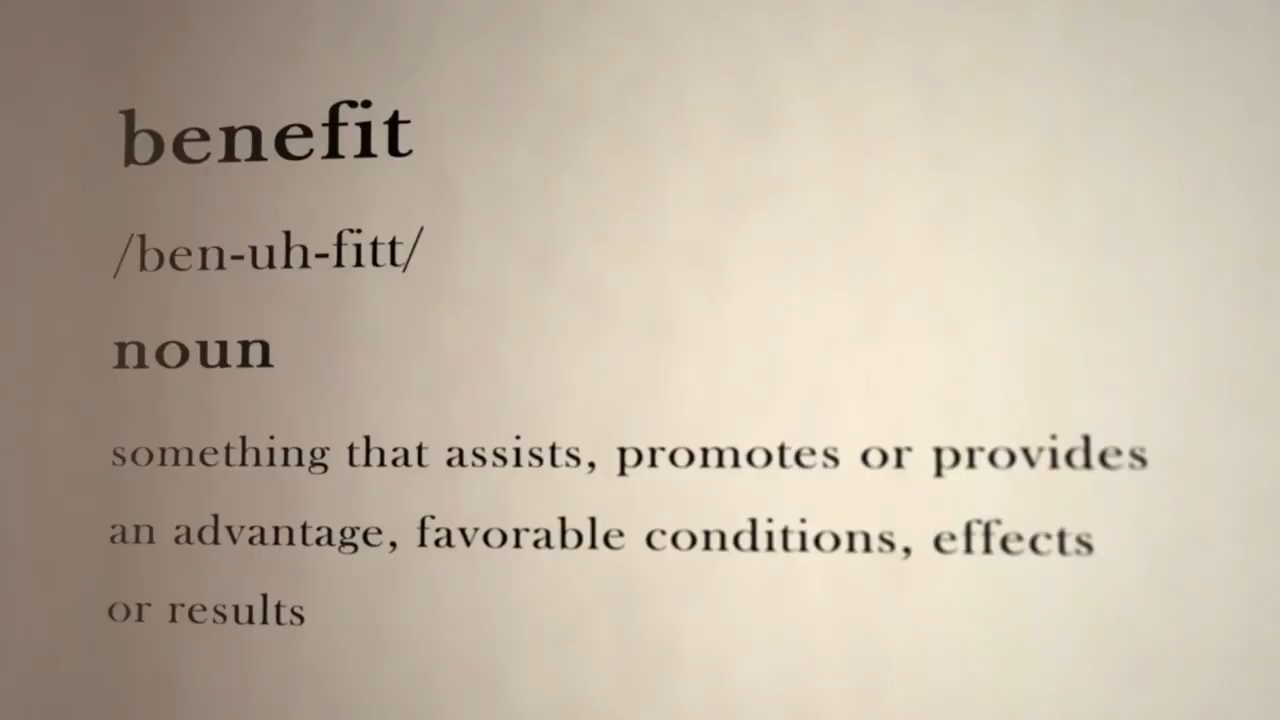 benefit
/ben-uh-fitt/
noun
something that assists, promotes or provides
an advantage, favorable conditions, effects
or results